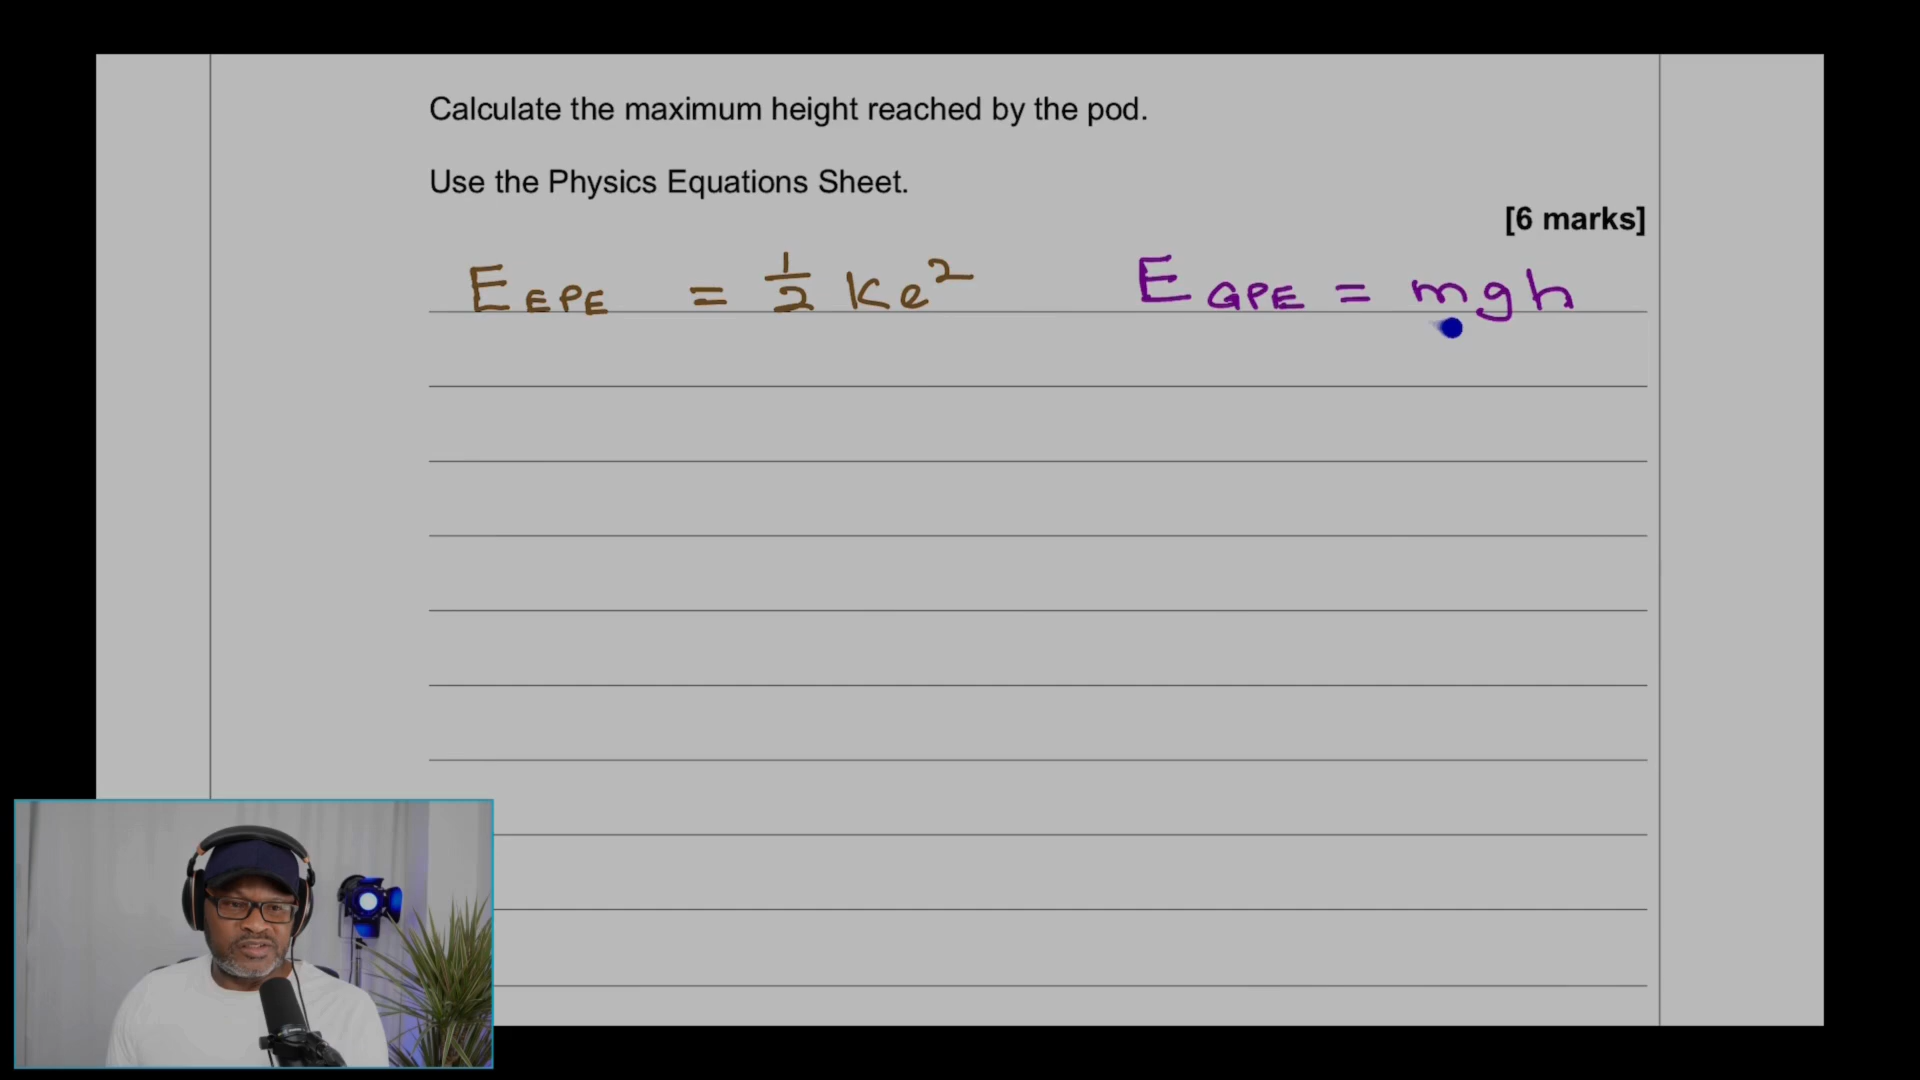 Calculate the maximum height reached by the pod.
Use the Physics Equations Sheet.
[6 marks]
E EPE = 1/2 Ke² E GPE = mgh